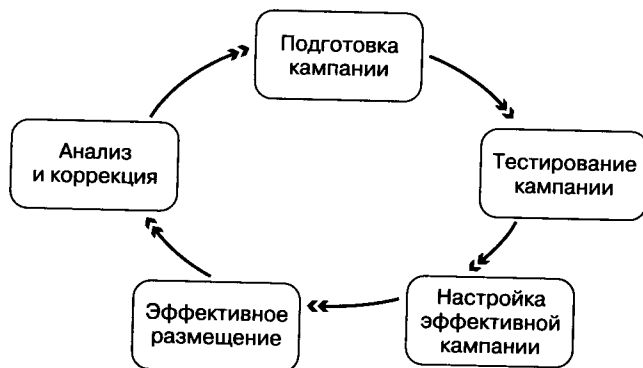 Подготовка
кампании
Тестирование
кампании
Настройка
эффективной
кампании
Эффективное
размещение
Анализ
и коррекция